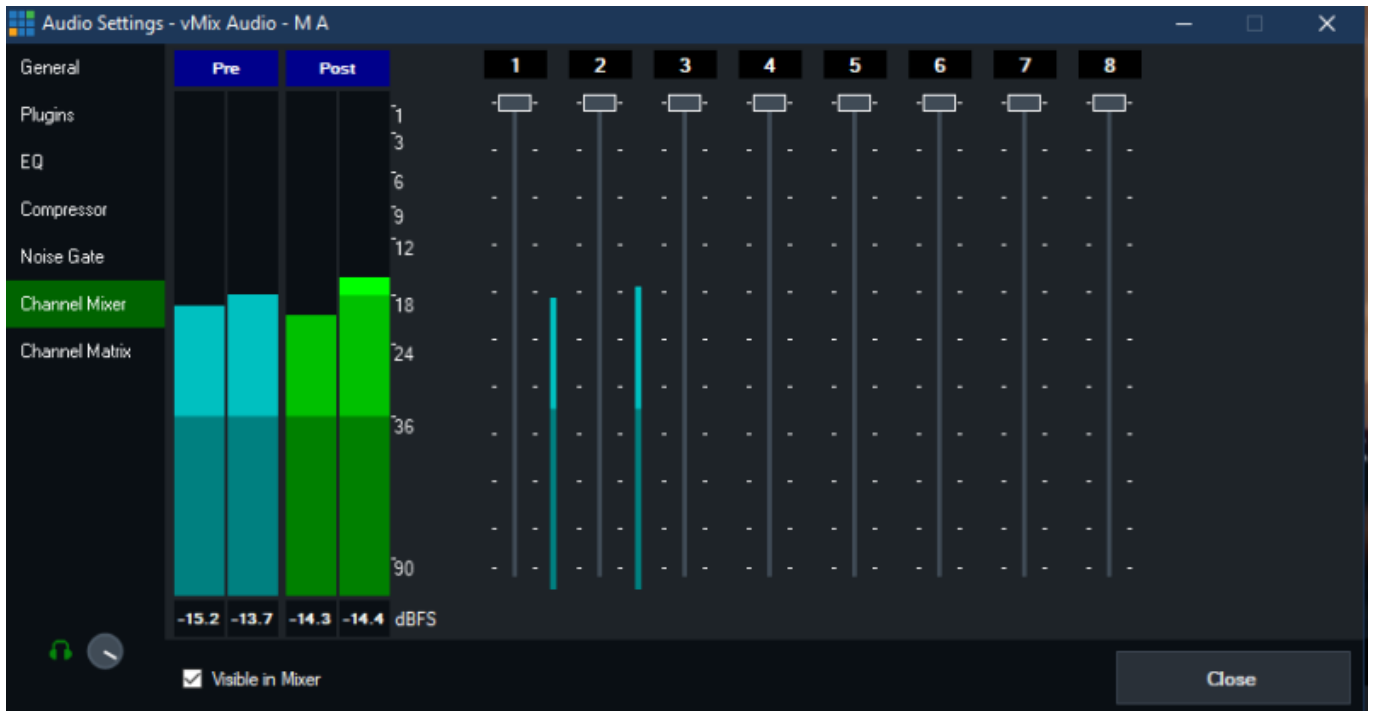 Audio Settings - vMix Audio - M A
General
Plugins
EQ
Compressor
Noise Gate
Channel Mixer
Channel Matrix
Pre Post
1
3
6
9
12
18
24
36
90
-15.2 -13.7 -14.3 -14.4 dBFS
1 2 3 4 5 6 7 8
Visible in Mixer
Close